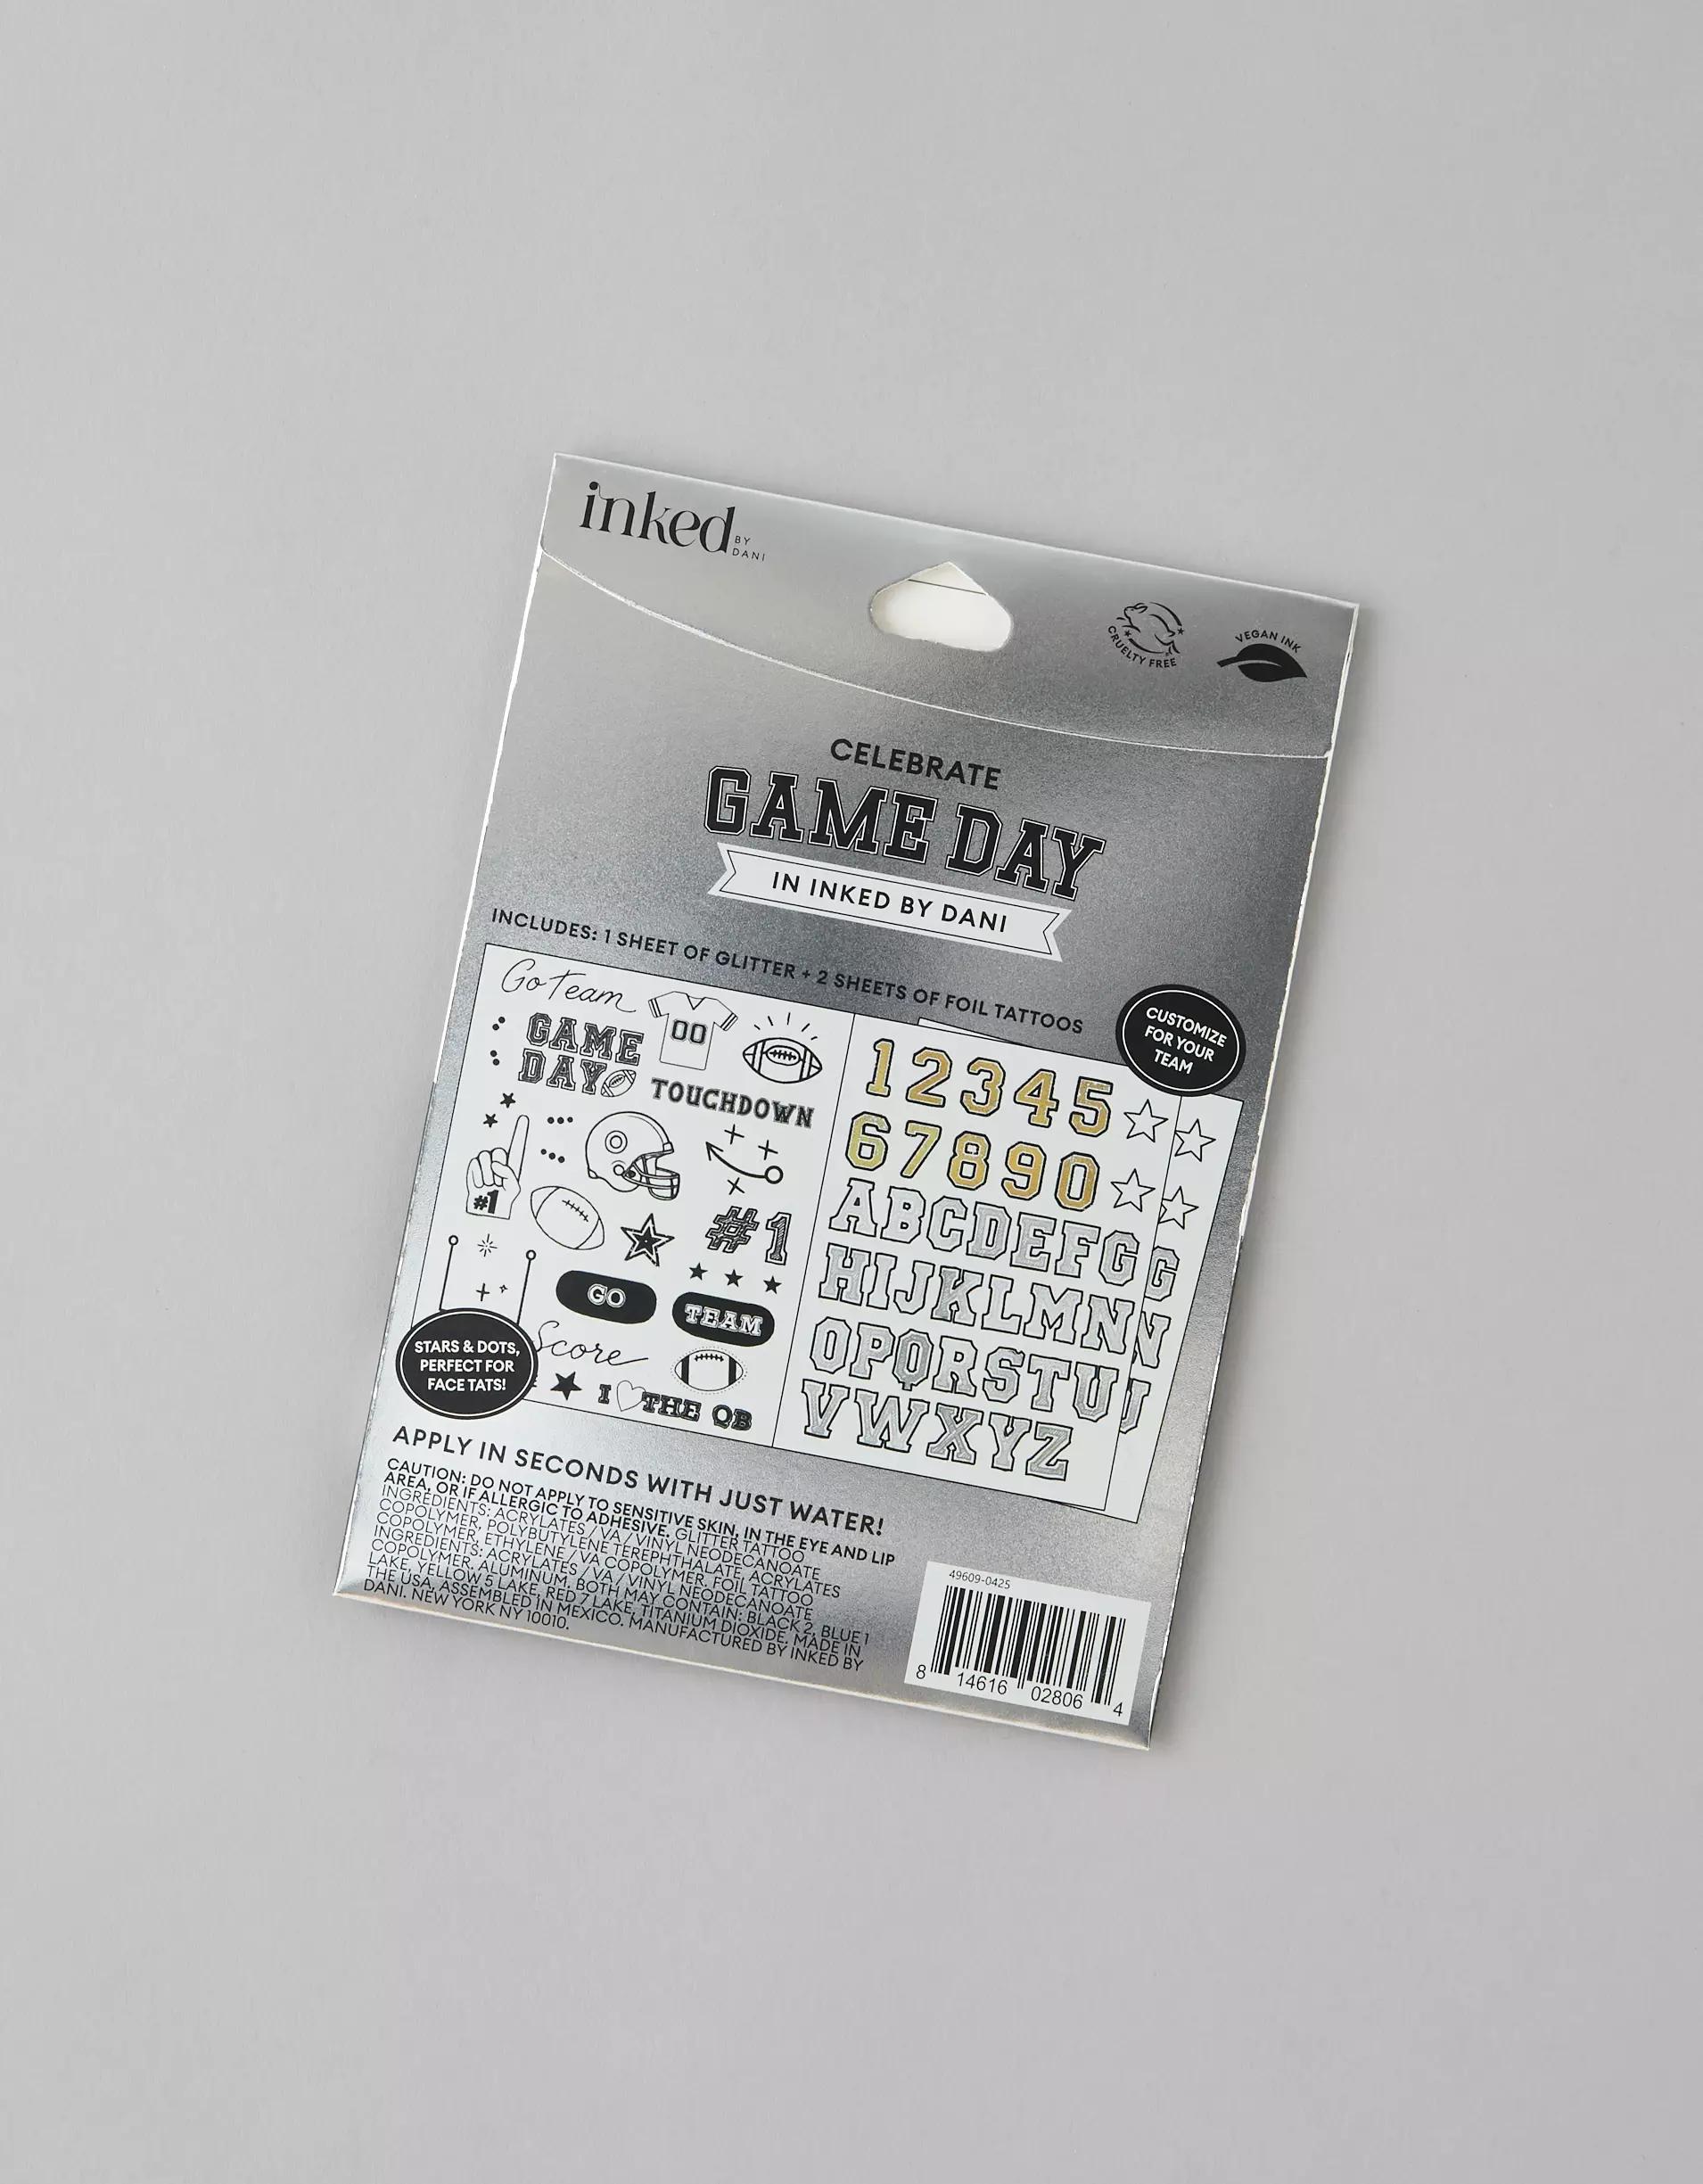 inked BY
DANI
CRUELTY FREE
VEGAN INK
CELEBRATE
GAME DAY
IN INKED BY DANI
INCLUDES: 1 SHEET OF GLITTER + 2 SHEETS OF FOIL TATTOOS
CUSTOMIZE
FOR YOUR
TEAM
Go Team
00
GAME
DAY
TOUCHDOWN
#1
#1
GO
TEAM
Score
I THE QB
STARS & DOTS,
PERFECT FOR
FACE TATS!
12345
67890
ABCDEFG
HIJKLMN
OPQRSTU
VWXYZ
G
N
U
APPLY IN SECONDS WITH JUST WATER!
CAUTION: DO NOT APPLY TO SENSITIVE SKIN, IN THE EYE AND LIP
AREA, OR IF ALLERGIC TO ADHESIVE. GLITTER TATTOO
INGREDIENTS: ACRYLATES / VA / VINYL NEODECANOATE
COPOLYMER, POLYBUTYLENE TEREPHTHALATE, ACRYLATES
COPOLYMER, ETHYLENE / VA COPOLYMER. FOIL TATTOO
INGREDIENTS: ACRYLATES / VA / VINYL NEODECANOATE
COPOLYMER, ALUMINUM. BOTH MAY CONTAIN: BLACK 2, BLUE 1
LAKE, YELLOW 5 LAKE, RED 7 LAKE, TITANIUM DIOXIDE. MADE IN
THE USA, ASSEMBLED IN MEXICO. MANUFACTURED BY INKED BY
DANI. NEW YORK NY 10010.
49609-0425
8 14616 02806 4